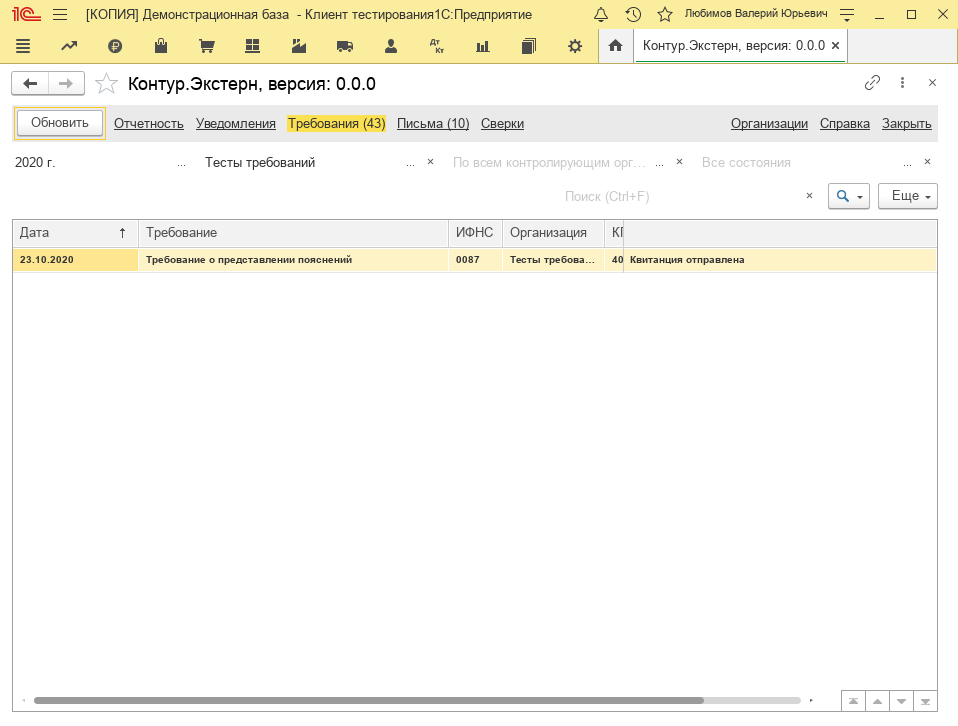 1С [КОПИЯ] Демонстрационная база - Клиент тестирования1С:Предприятие Любимов Валерий Юрьевич
Дт Кт Контур.Экстерн, версия: 0.0.0 ×
Контур.Экстерн, версия: 0.0.0 ×
Обновить Отчетность Уведомления Требования (43) Письма (10) Сверки Организации Справка Закрыть
2020 г. ... Тесты требований ... × По всем контролирующим орг... ... × Все состояния ... ×
Поиск (Ctrl+F) × Еще
Дата ↑ Требование ИФНС Организация
23.10.2020 Требование о представлении пояснений 0087 Тесты требова... 40 Квитанция отправлена